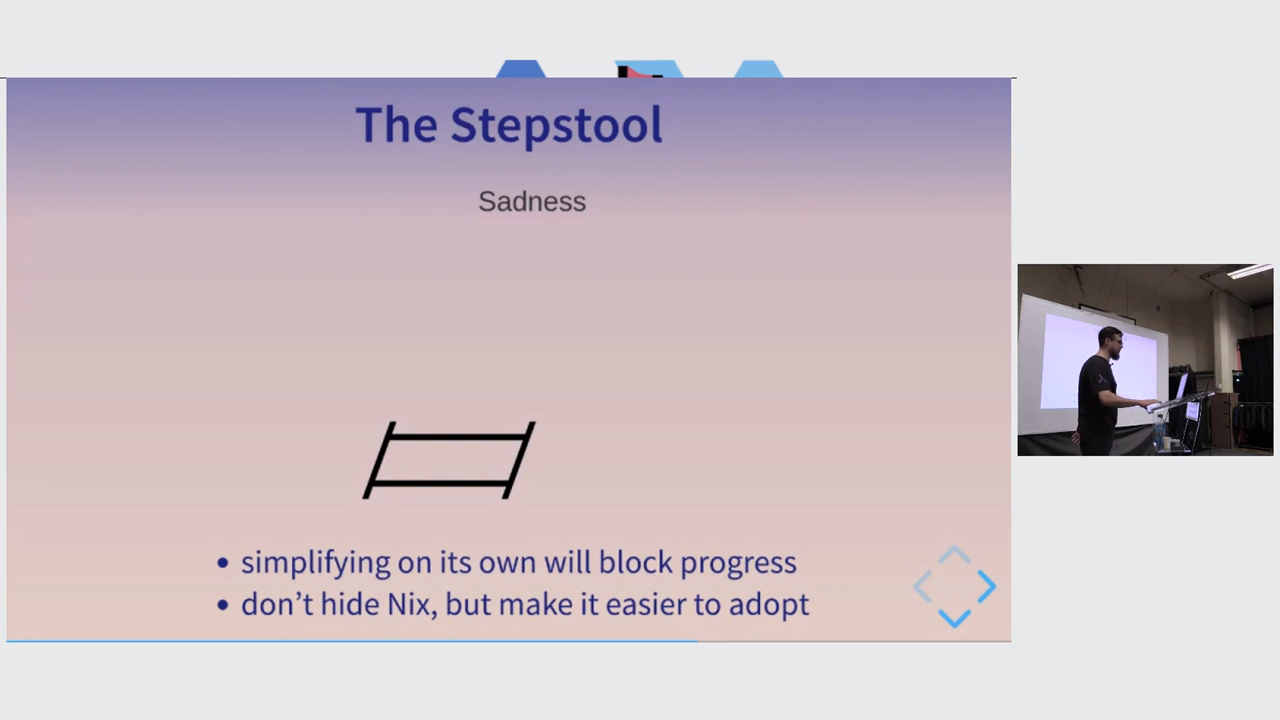 The Stepstool
Sadness
• simplifying on its own will block progress
• don't hide Nix, but make it easier to adopt